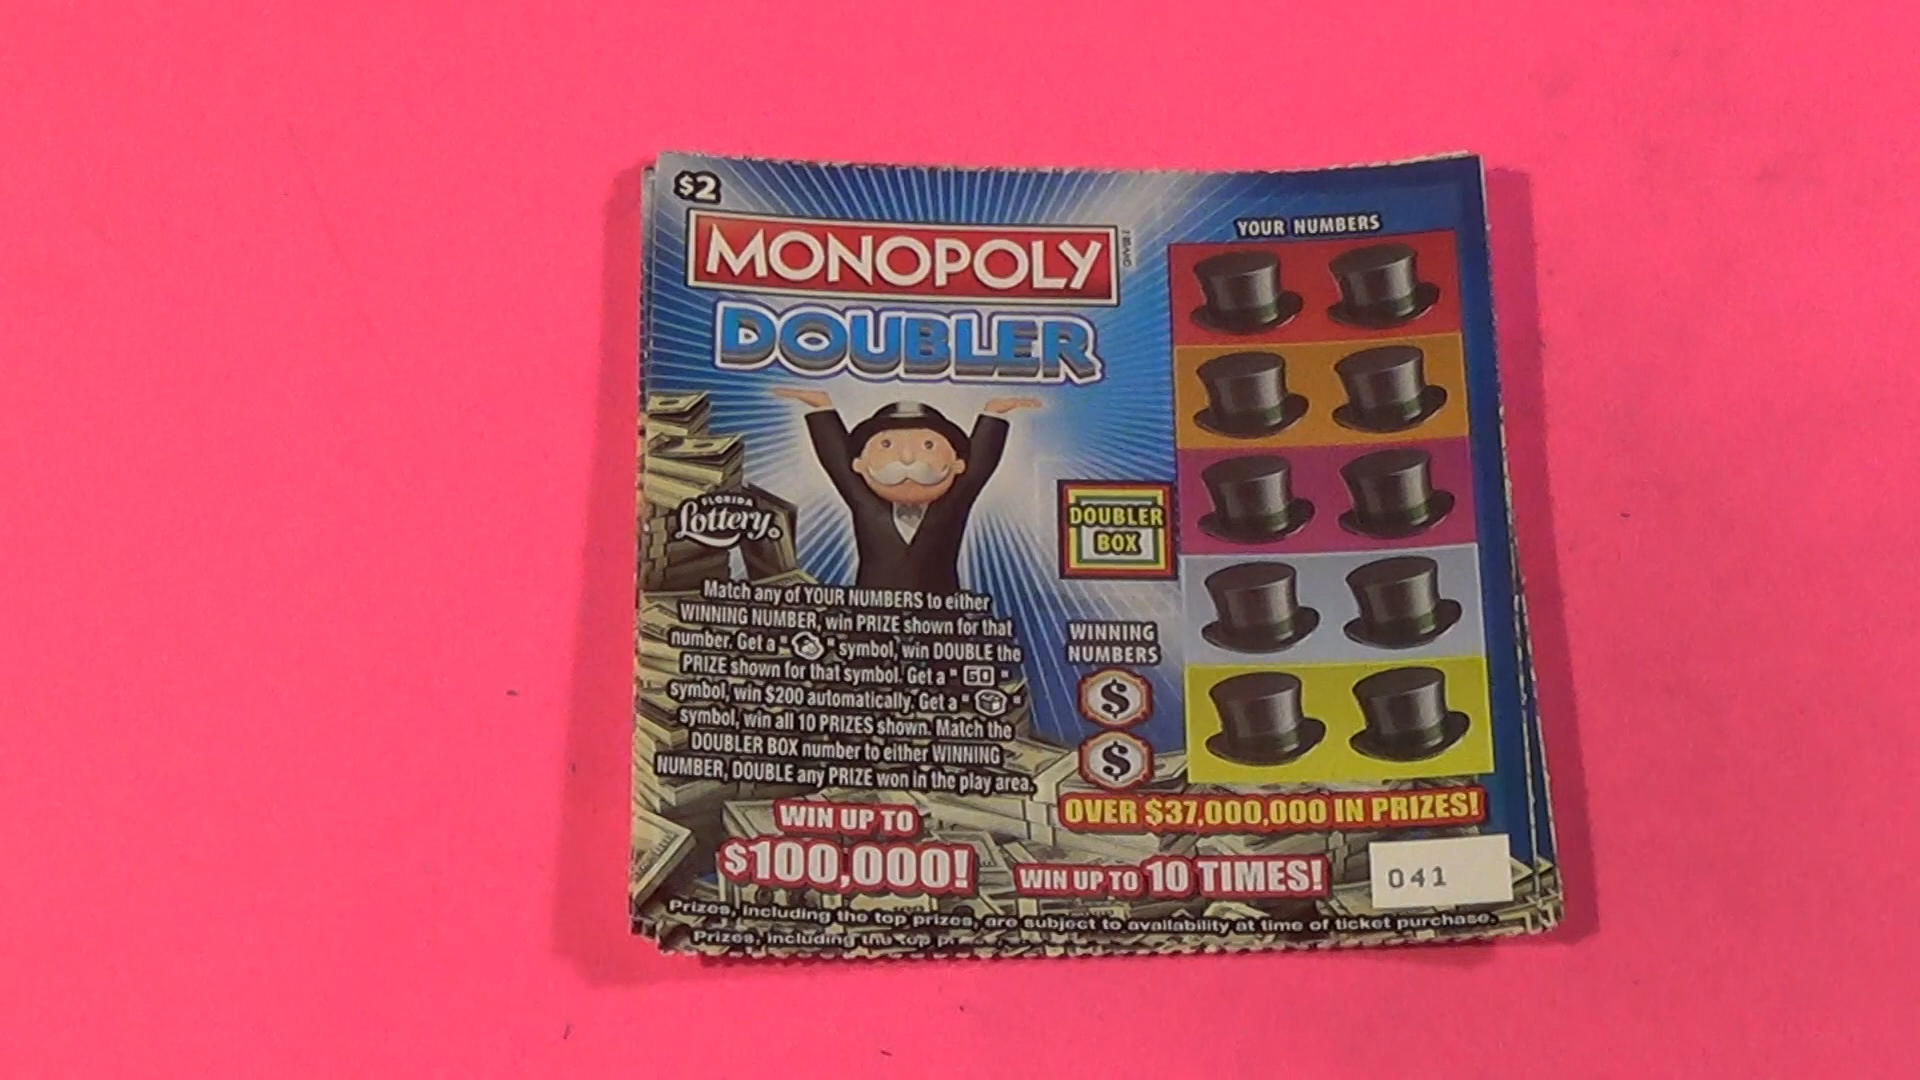 $2
MONOPOLY
DOUBLER
FLORIDA
Lottery
Match any of YOUR NUMBERS to either
WINNING NUMBER, win PRIZE shown for that
number. Get a " " symbol, win DOUBLE the
PRIZE shown for that symbol. Get a " GO "
symbol, win $200 automatically. Get a " "
symbol, win all 10 PRIZES shown. Match the
DOUBLER BOX number to either WINNING
NUMBER, DOUBLE any PRIZE won in the play area.
WIN UP TO
$100,000!
YOUR NUMBERS
DOUBLER
BOX
WINNING
NUMBERS
$
$
OVER $37,000,000 IN PRIZES!
WIN UP TO 10 TIMES!
041
Prizes, including the top prizes, are subject to availability at time of ticket purchase.
Prizes, including the top